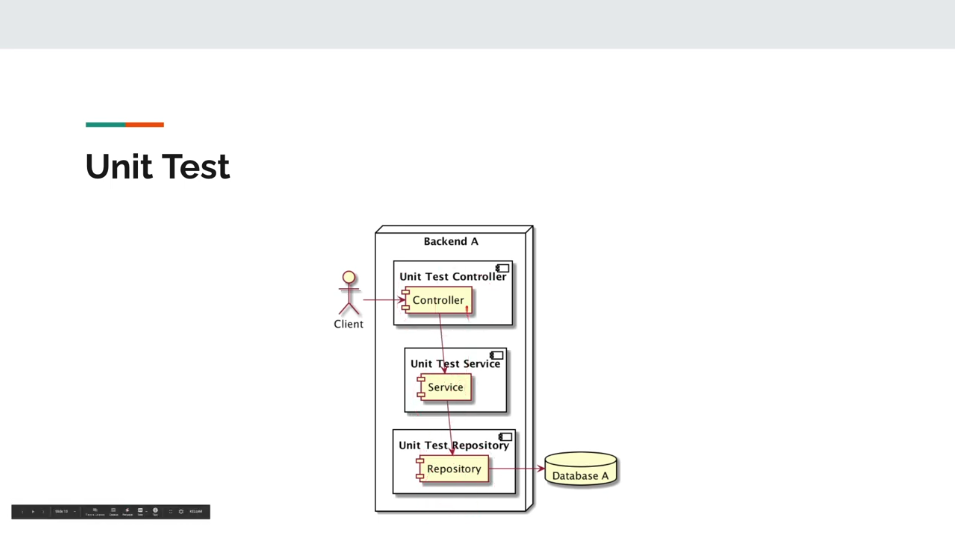 Unit Test
Backend A
Unit Test Controller
Controller
Client
Unit Test Service
Service
Unit Test Repository
Repository
Database A